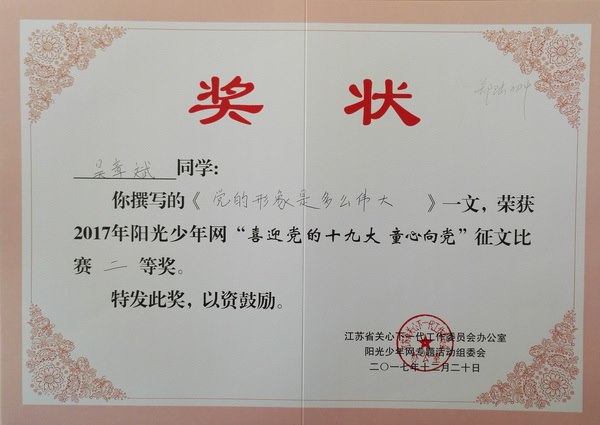 奖 状
吴章斌 同学：
你撰写的《党的形象是多么伟大》一文，荣获
2017年阳光少年网“喜迎党的十九大 童心向党”征文比
赛 二 等奖。
特发此奖，以资鼓励。
江苏省关心下一代工作委员会办公室
阳光少年网专题活动组委会
二〇一七年十二月二十日